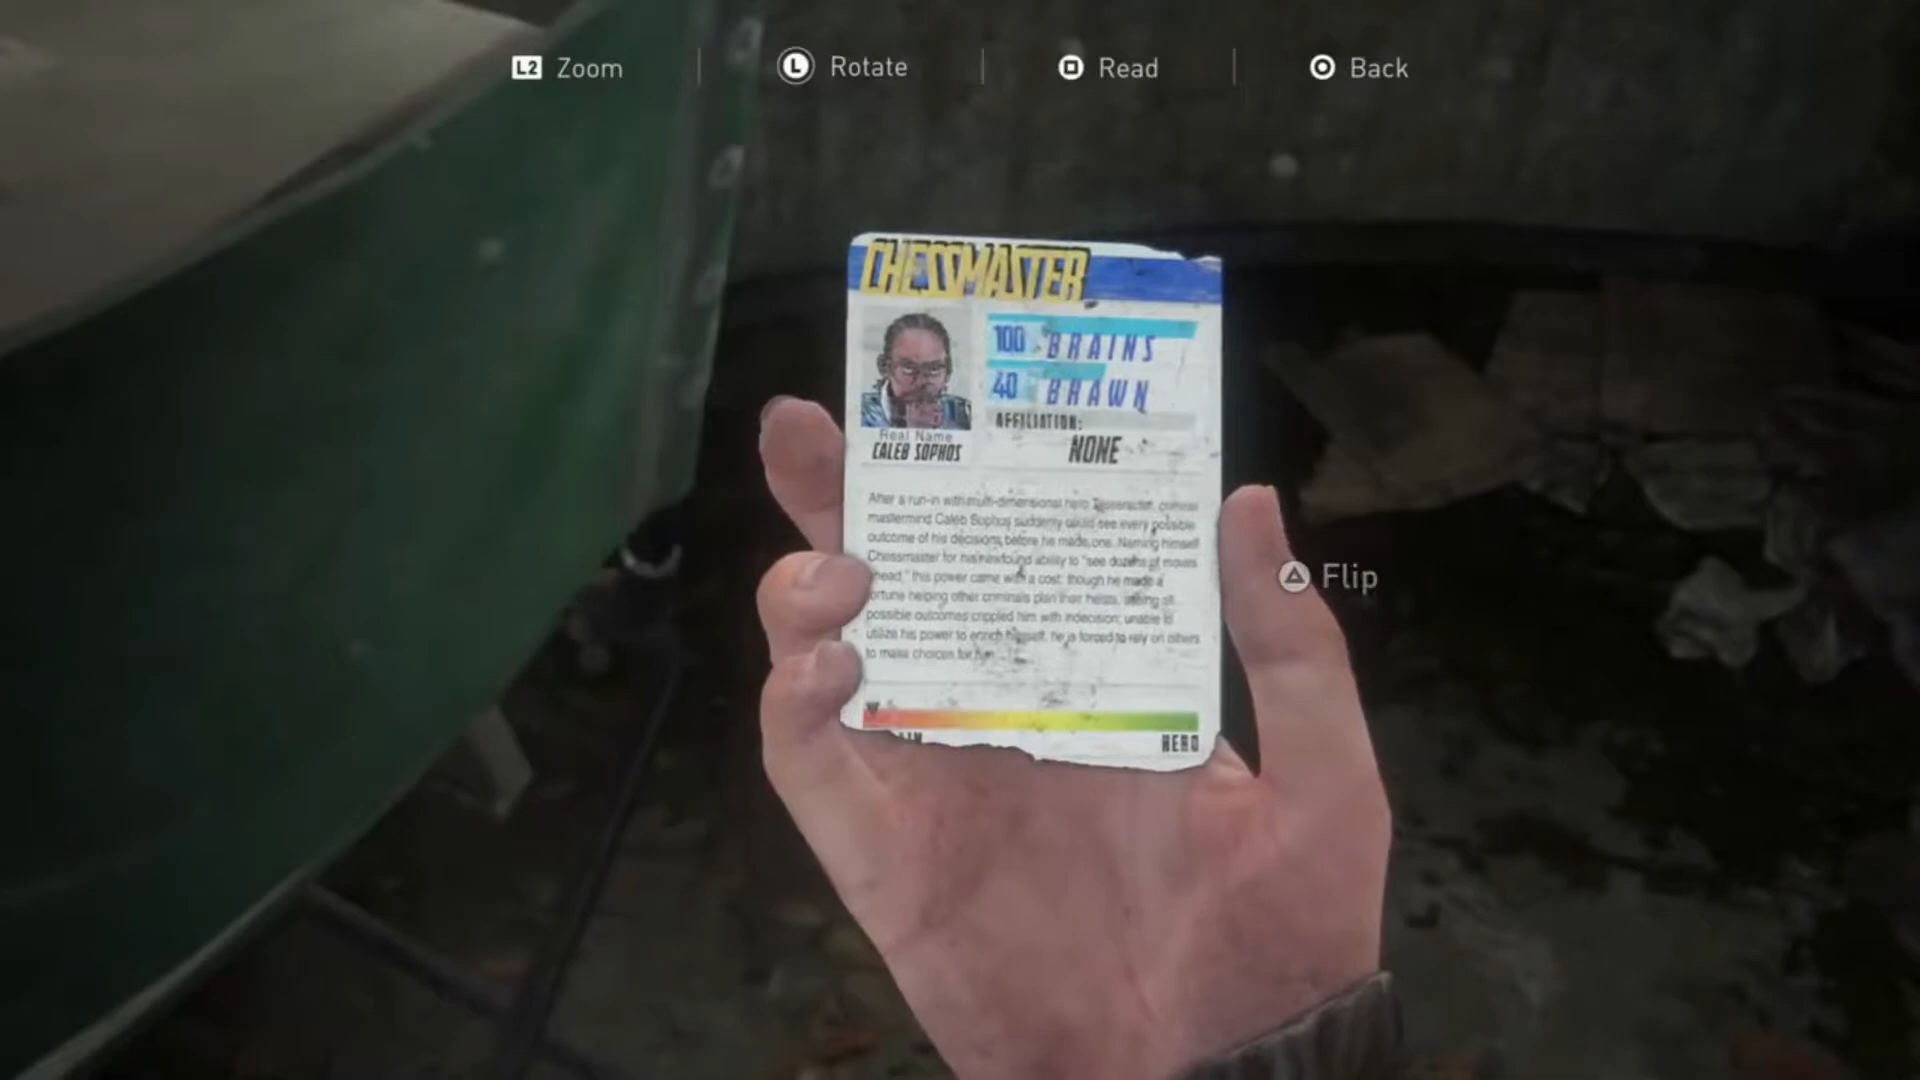 L2 Zoom
L Rotate
Read
Back
CHESSMASTER
100 BRAINS
40 BRAWN
AFFILIATION:
NONE
Real Name
CALEB SOPHOS
After a run-in with multi-dimensional hero Tesseract, criminal
mastermind Caleb Sophos suddenly could see every possible
outcome of his decisions before he made one. Naming himself
Chessmaster for his newfound ability to "see dozens of moves
head," this power came with a cost: though he made a
ortune helping other criminals plan their heists, seeing all
possible outcomes crippled him with indecision; unable to
utilize his power to enrich himself, he is forced to rely on others
to make choices for him
HERO
Flip